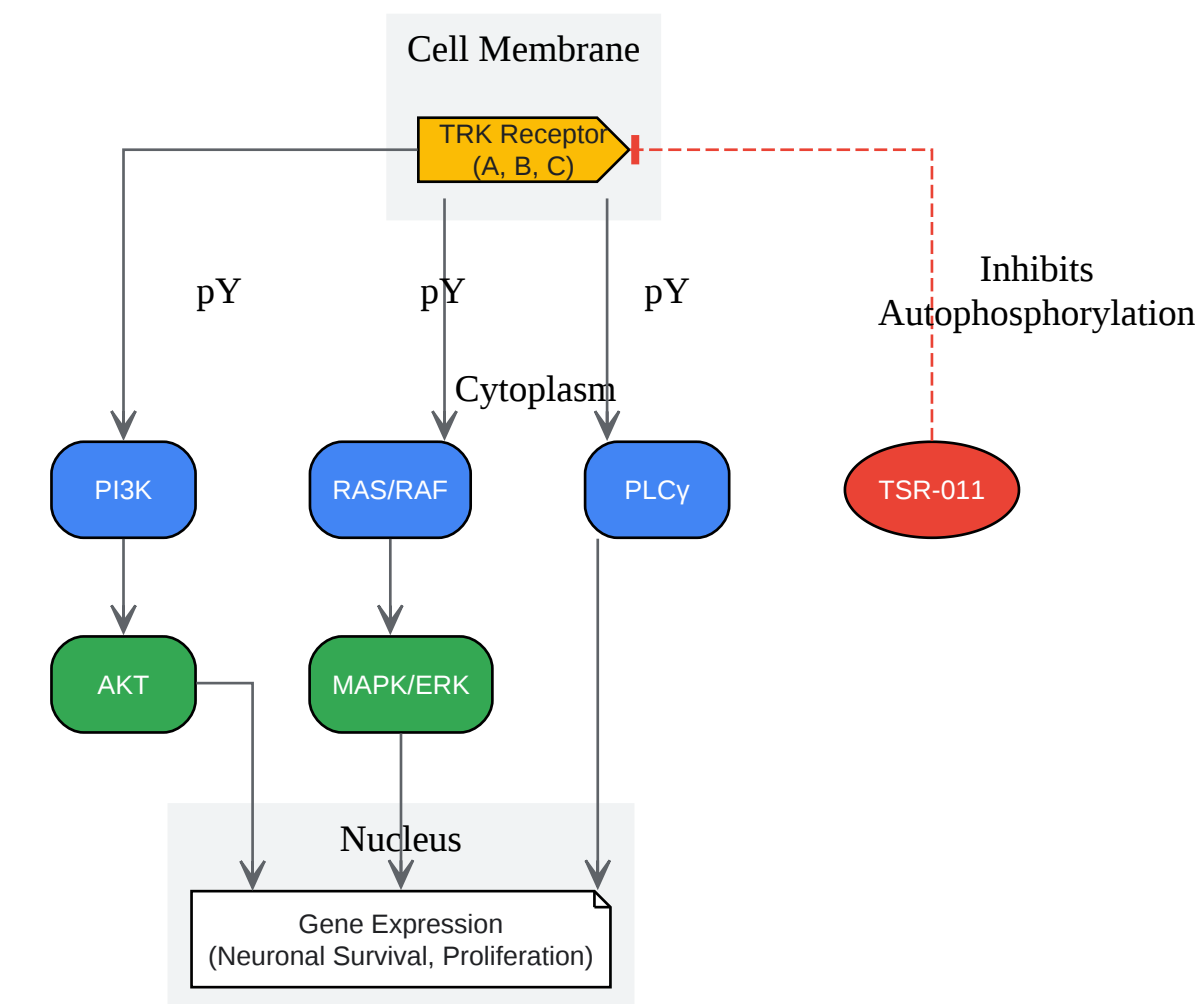 Cell Membrane
TRK Receptor
(A, B, C)
Inhibits
Autophosphorylation
pY
pY
pY
Cytoplasm
PI3K
RAS/RAF
PLCγ
TSR-011
AKT
MAPK/ERK
Nucleus
Gene Expression
(Neuronal Survival, Proliferation)